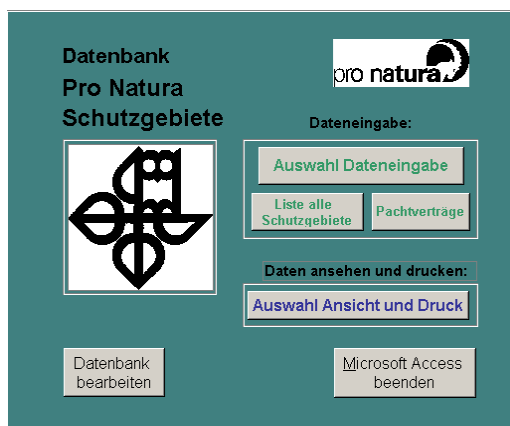 Datenbank
Pro Natura
Schutzgebiete
pro natura
Dateneingabe:
Auswahl Dateneingabe
Liste alle
Schutzgebiete
Pachtverträge
Daten ansehen und drucken:
Auswahl Ansicht und Druck
Datenbank
bearbeiten
Microsoft Access
beenden